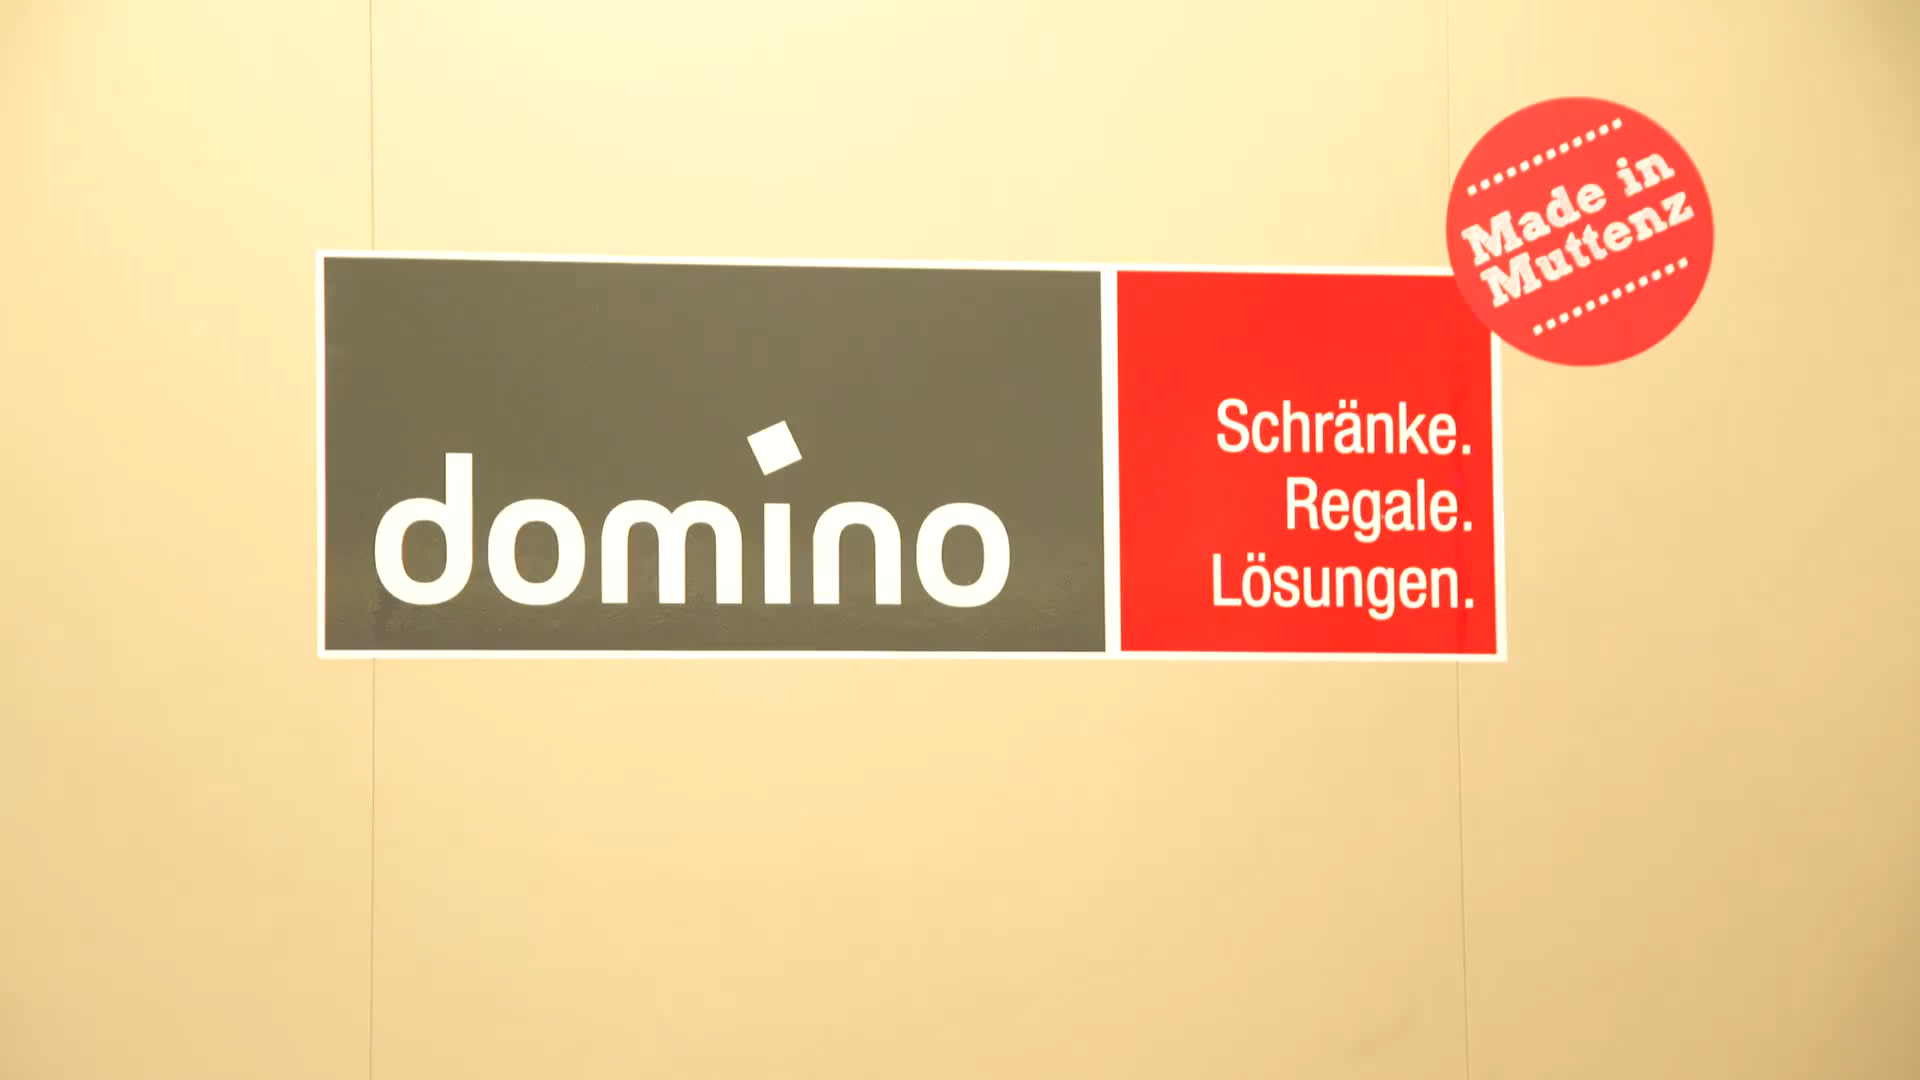 domino
Schränke.
Regale.
Lösungen.
Made in
Muttenz